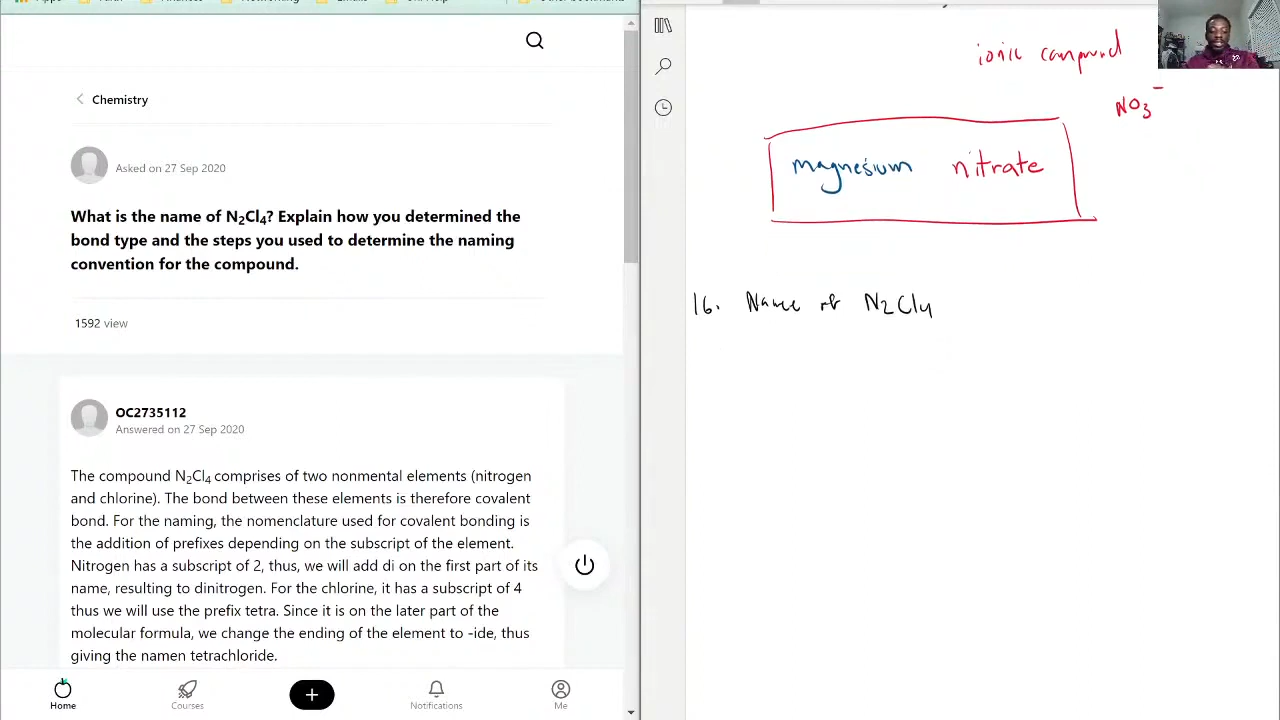 Chemistry
Asked on 27 Sep 2020
What is the name of N₂Cl₄? Explain how you determined the
bond type and the steps you used to determine the naming
convention for the compound.
1592 view
OC2735112
Answered on 27 Sep 2020
The compound N₂Cl₄ comprises of two nonmental elements (nitrogen
and chlorine). The bond between these elements is therefore covalent
bond. For the naming, the nomenclature used for covalent bonding is
the addition of prefixes depending on the subscript of the element.
Nitrogen has a subscript of 2, thus, we will add di on the first part of its
name, resulting to dinitrogen. For the chlorine, it has a subscript of 4
thus we will use the prefix tetra. Since it is on the later part of the
molecular formula, we change the ending of the element to -ide, thus
giving the namen tetrachloride.
Home
Courses
Notifications
Me
ionic compound
NO₃⁻
magnesium nitrate
16. Name of N₂Cl₄